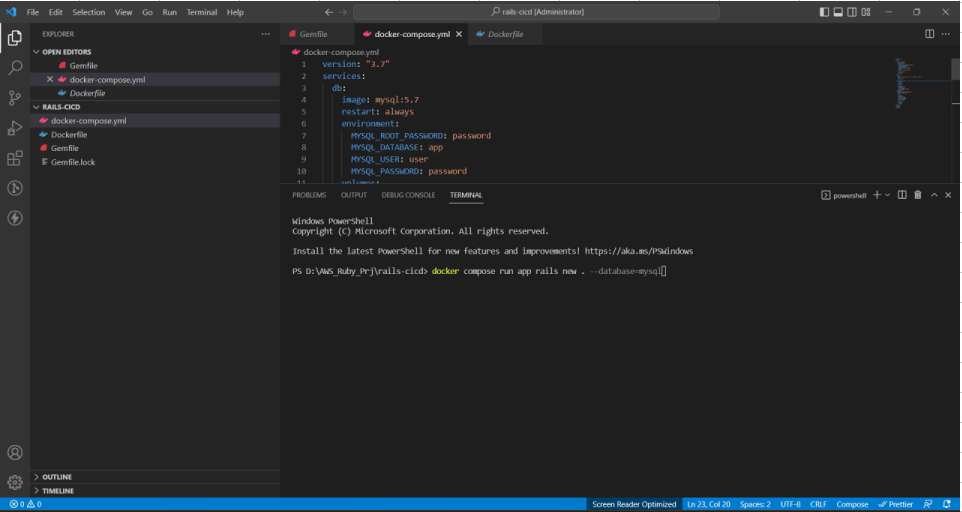 File Edit Selection View Go Run Terminal Help
rails-cicd [Administrator]
EXPLORER
OPEN EDITORS
Gemfile
docker-compose.yml
Dockerfile
RAILS-CICD
docker-compose.yml
Dockerfile
Gemfile
Gemfile.lock
OUTLINE
TIMELINE
Gemfile docker-compose.yml Dockerfile
docker-compose.yml
1 version: "3.7"
2 services:
3 db:
4 image: mysql:5.7
5 restart: always
6 environment:
7 MYSQL_ROOT_PASSWORD: password
8 MYSQL_DATABASE: app
9 MYSQL_USER: user
10 MYSQL_PASSWORD: password
11 volumes:
PROBLEMS OUTPUT DEBUG CONSOLE TERMINAL
powershell
Windows PowerShell
Copyright (C) Microsoft Corporation. All rights reserved.
Install the latest PowerShell for new features and improvements! https://aka.ms/PSWindows
PS D:\AWS_Ruby_Prj\rails-cicd> docker compose run app rails new . --database=mysql
0 0
Screen Reader Optimized Ln 23, Col 20 Spaces: 2 UTF-8 CRLF Compose Prettier